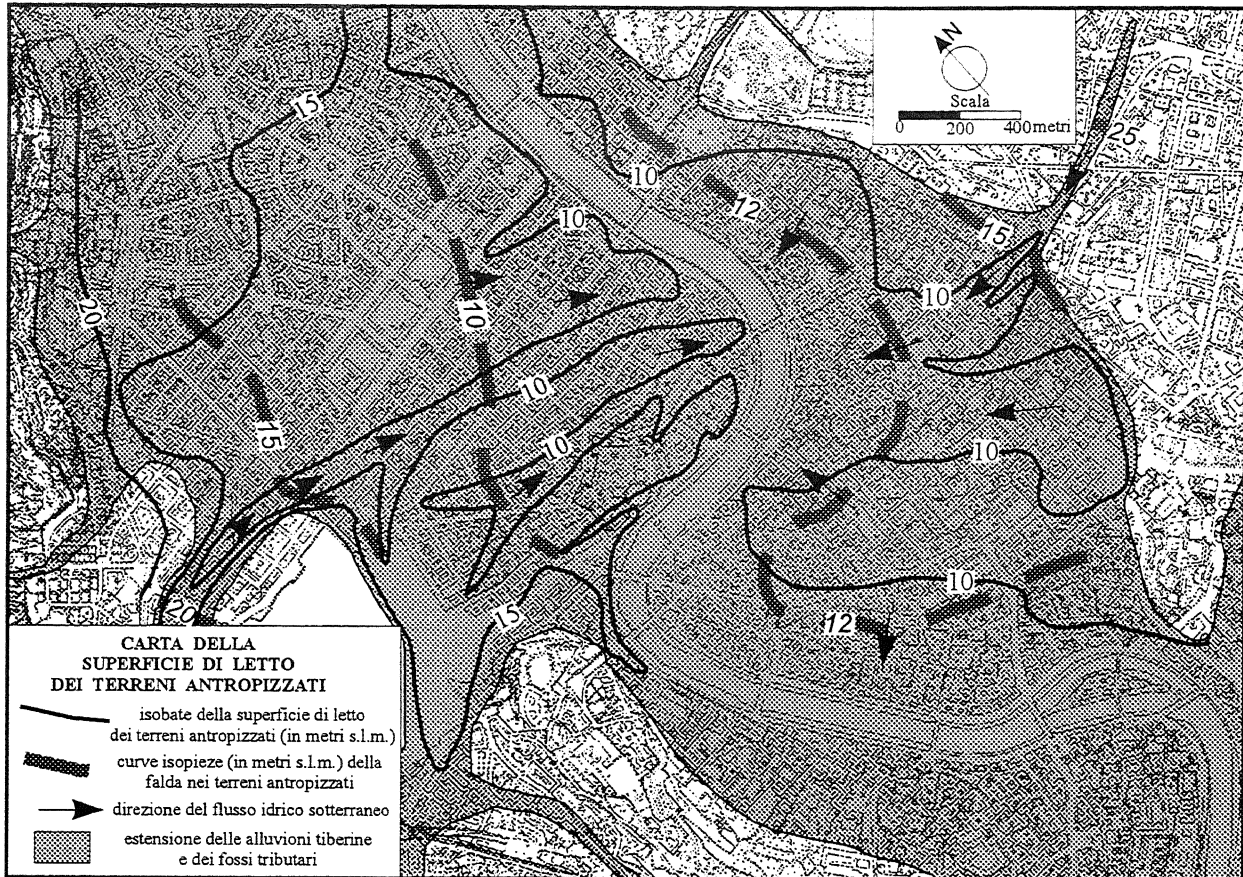 N
Scala
0 200 400 metri
25
15
10
10
12
15
10
10
20
10
10
15
10
10
10
12
15
20
CARTA DELLA
SUPERFICIE DI LETTO
DEI TERRENI ANTROPIZZATI
isobate della superficie di letto
dei terreni antropizzati (in metri s.l.m.)
curve isopieze (in metri s.l.m.) della
falda nei terreni antropizzati
direzione del flusso idrico sotterraneo
estensione delle alluvioni tiberine
e dei fossi tributari